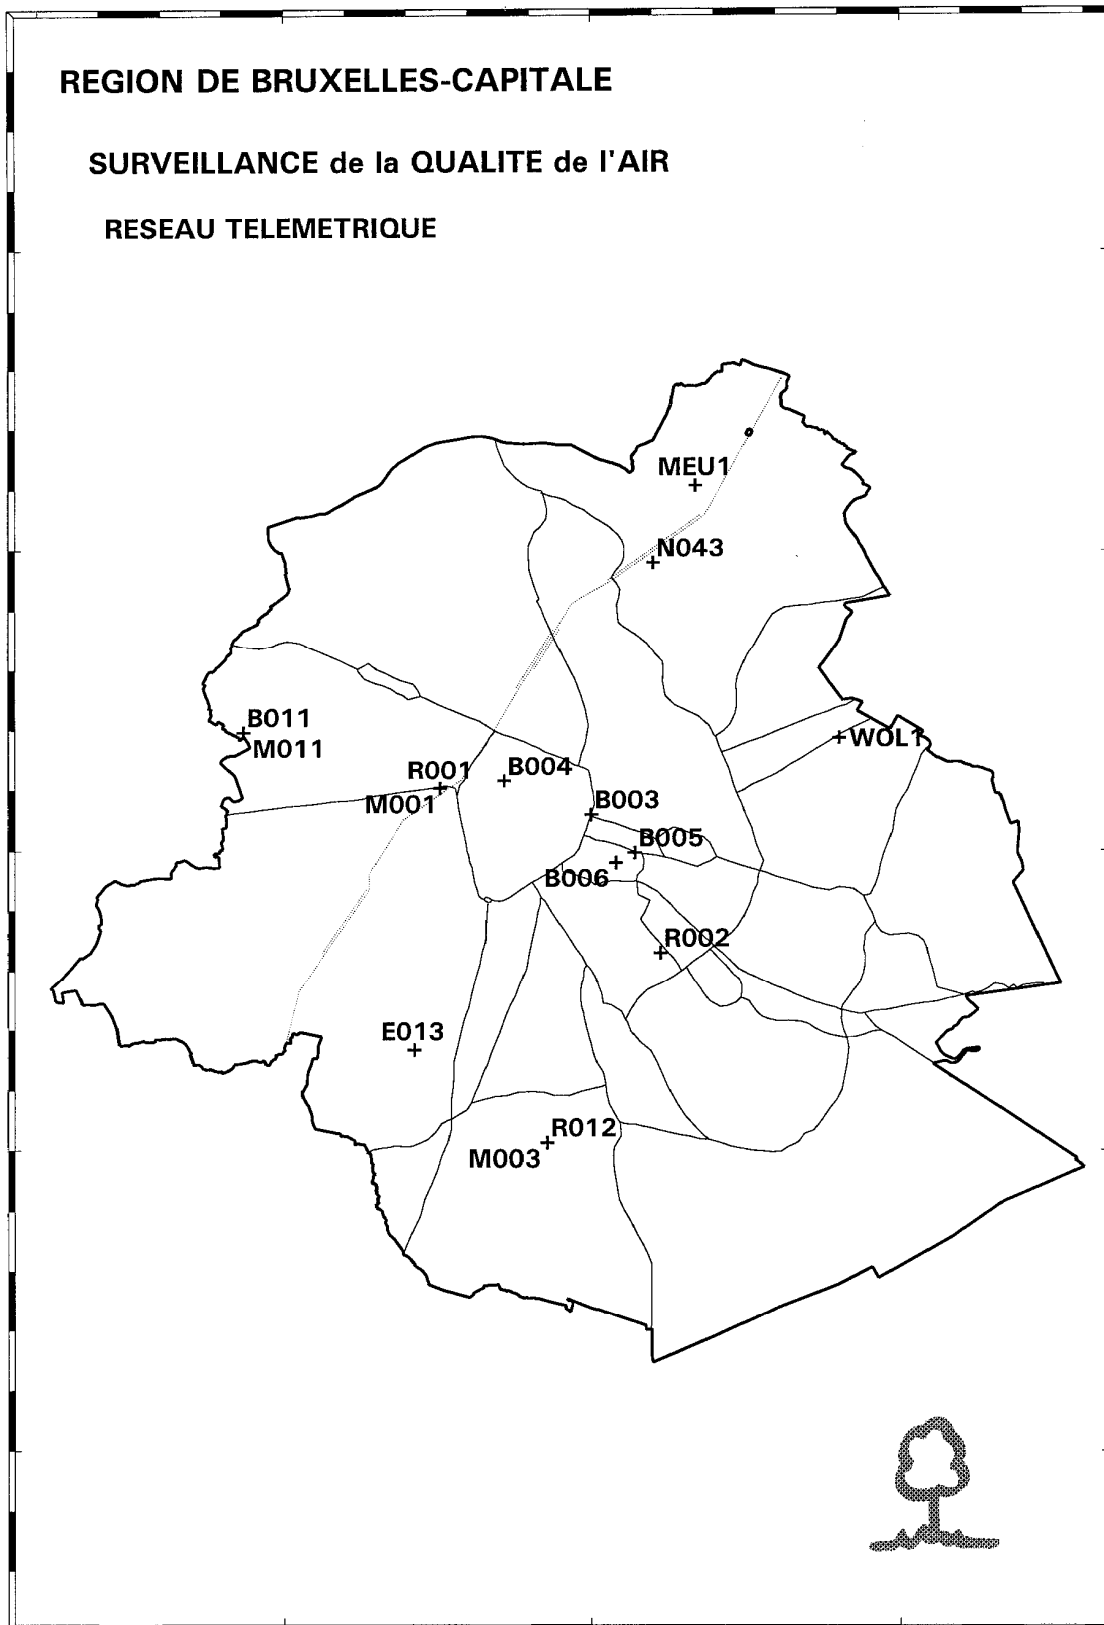 REGION DE BRUXELLES-CAPITALE
SURVEILLANCE de la QUALITE de l'AIR
RESEAU TELEMETRIQUE
MEU1
N043
B011
M011
WOL1
R001
B004
M001
B003
B005
B006
R002
E013
R012
M003